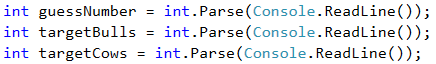 int guessNumber = int.Parse(Console.ReadLine());
int targetBulls = int.Parse(Console.ReadLine());
int targetCows = int.Parse(Console.ReadLine());